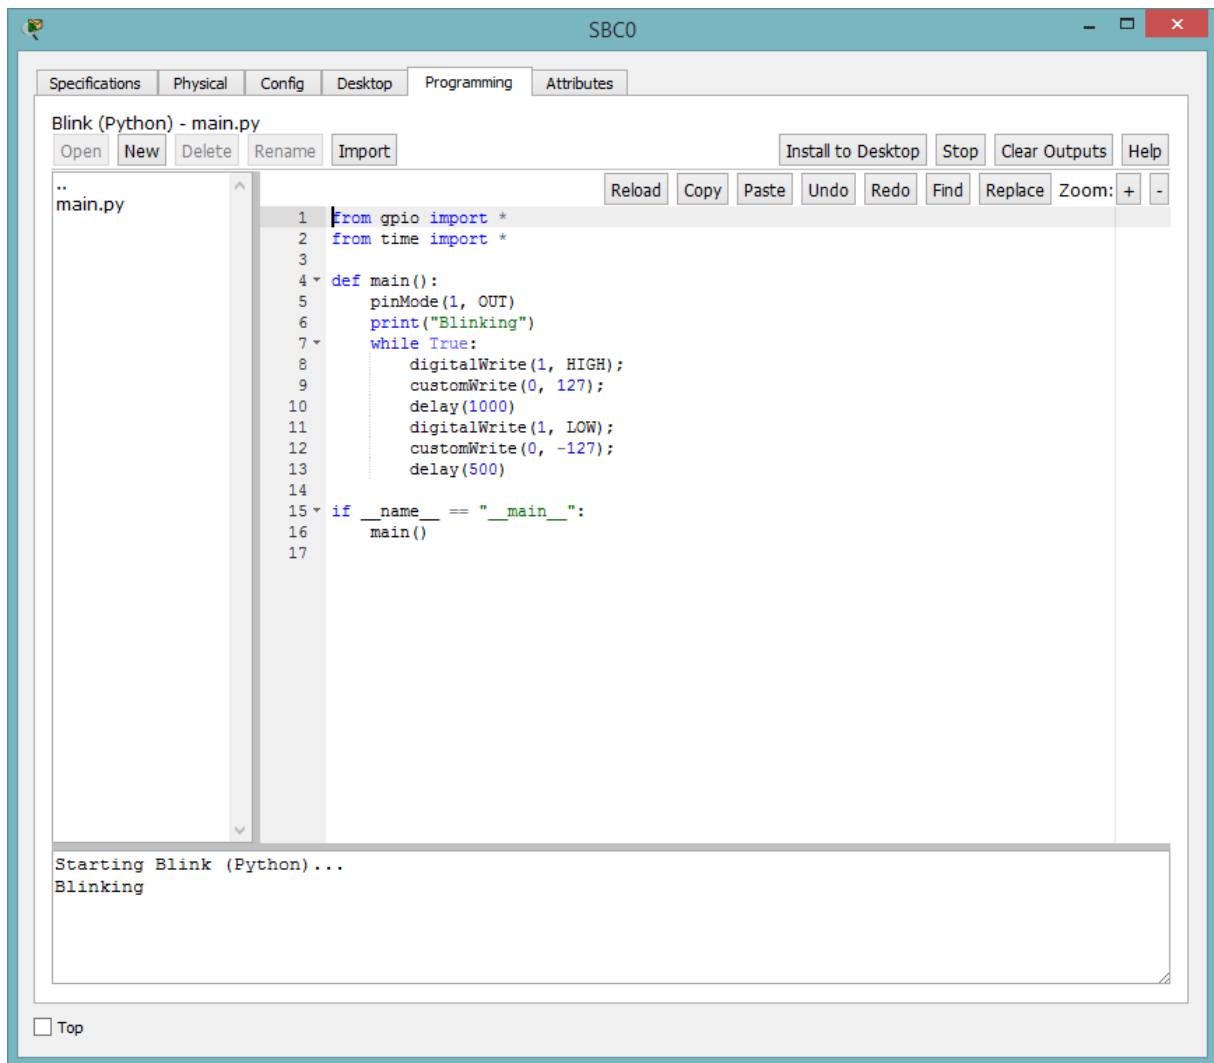 SBC0
Specifications Physical Config Desktop Programming Attributes
Blink (Python) - main.py
Open New Delete Rename Import Install to Desktop Stop Clear Outputs Help
..
main.py
Reload Copy Paste Undo Redo Find Replace Zoom: + -
1 from gpio import *
2 from time import *
3
4 def main():
5     pinMode(1, OUT)
6     print("Blinking")
7     while True:
8         digitalWrite(1, HIGH);
9         customWrite(0, 127);
10         delay(1000)
11         digitalWrite(1, LOW);
12         customWrite(0, -127);
13         delay(500)
14
15 if __name__ == "__main__":
16     main()
17
Starting Blink (Python)...
Blinking
Top